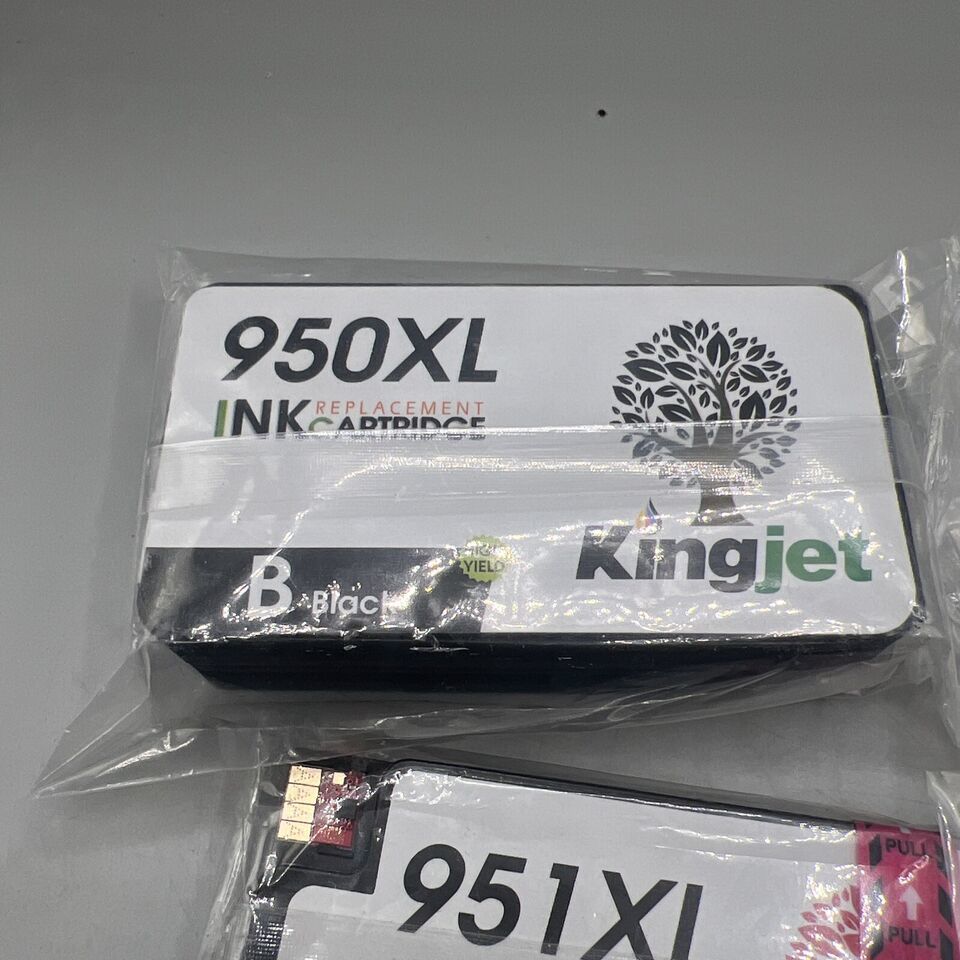 950XL
INK REPLACEMENT
CARTRIDGE
B Black
HIGH
YIELD
Kingjet
951XL
PULL
PULL